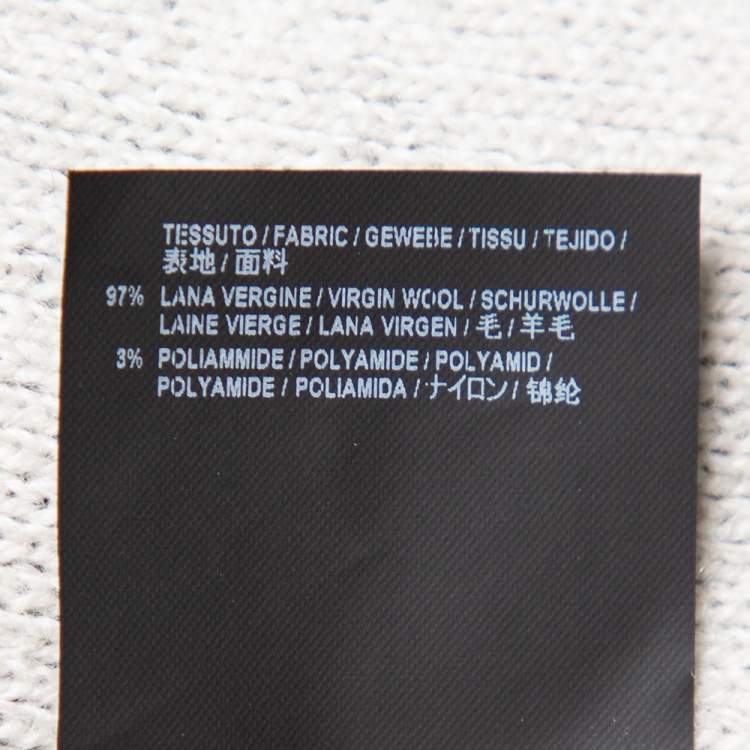 TESSUTO / FABRIC / GEWEBE / TISSU / TEJIDO /
表地 / 面料
97% LANA VERGINE / VIRGIN WOOL / SCHURWOLLE /
LAINE VIERGE / LANA VIRGEN / 毛 / 羊毛
3% POLIAMMIDE / POLYAMIDE / POLYAMID /
POLYAMIDE / POLIAMIDA / ナイロン / 锦纶